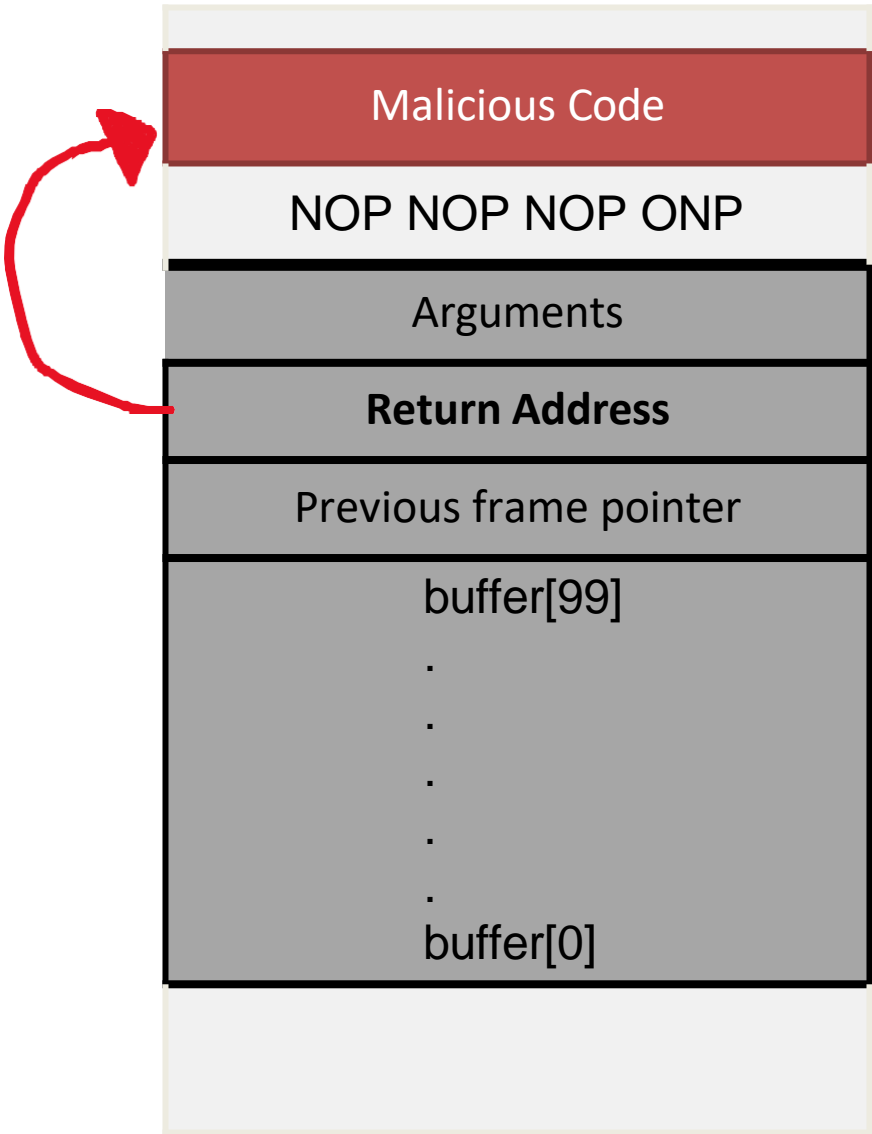 Malicious Code
NOP NOP NOP ONP
Arguments
Return Address
Previous frame pointer
buffer[99]
.
.
.
.
.
buffer[0]